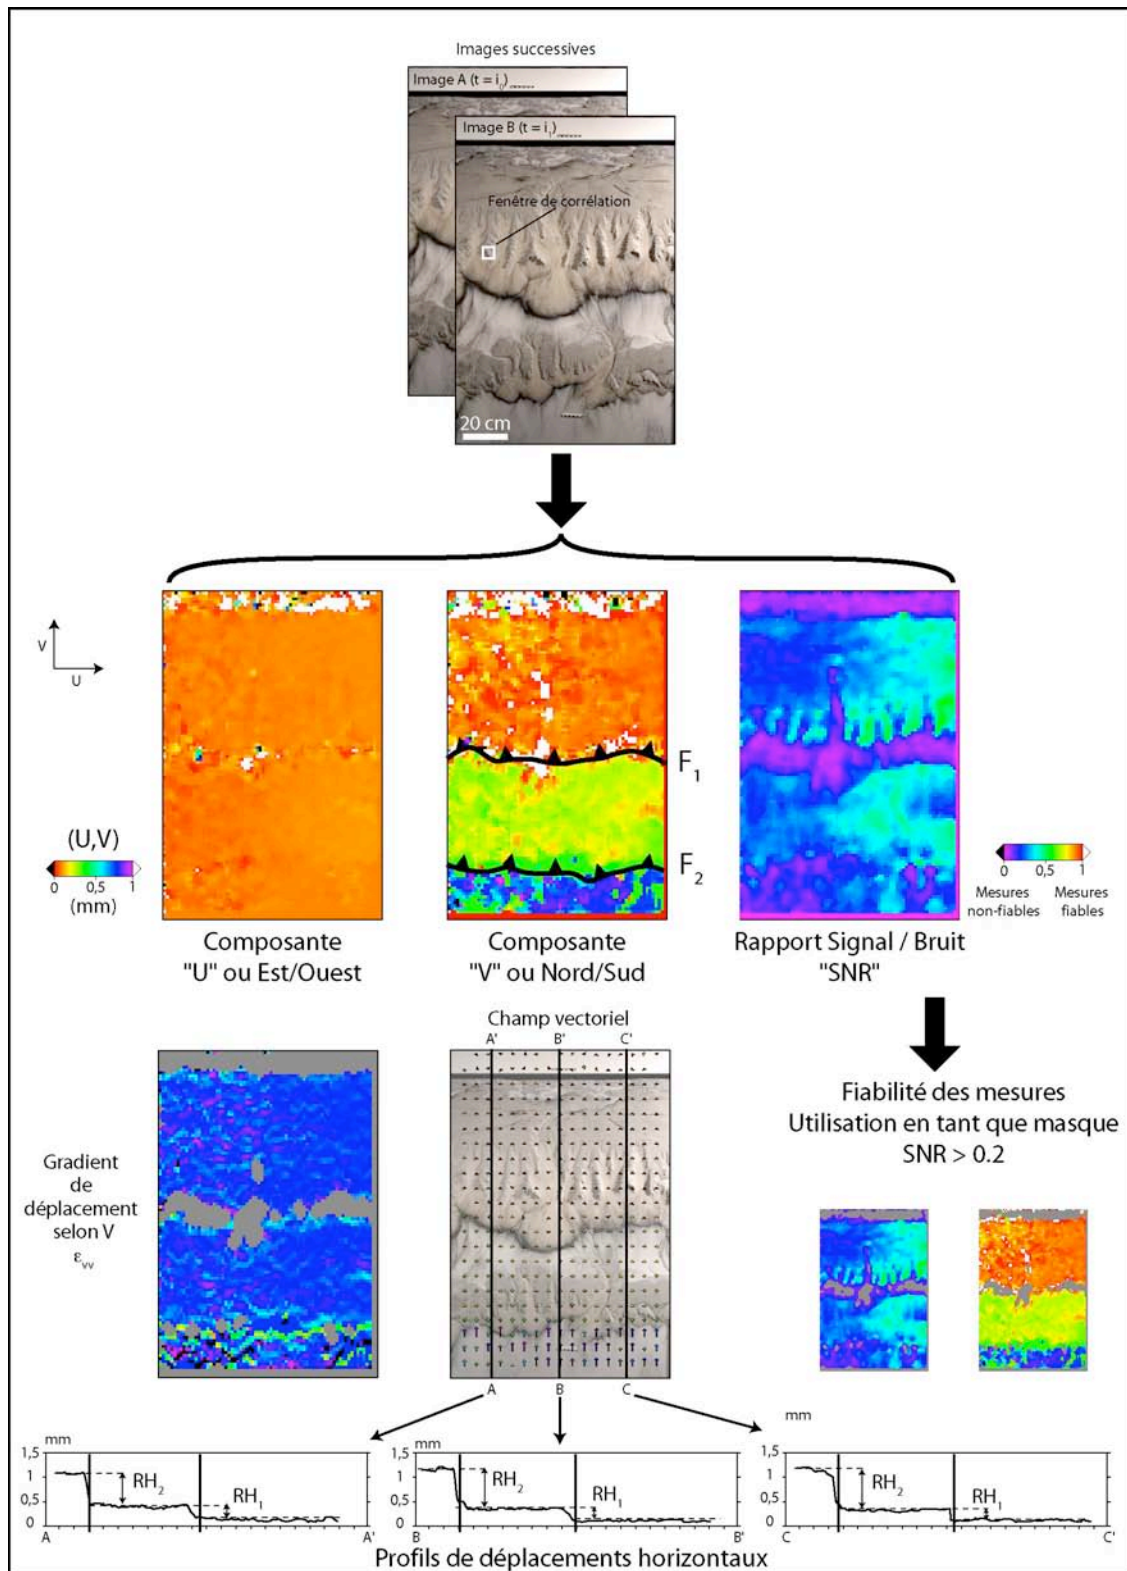 Images successives
Image A (t = i₀)
Image B (t = i₁)
Fenêtre de corrélation
20 cm
V
U
F₁
F₂
(U,V)
0 0,5 1
(mm)
0 0,5 1
Mesures non-fiables
Mesures fiables
Composante
"U" ou Est/Ouest
Composante
"V" ou Nord/Sud
Rapport Signal / Bruit
"SNR"
Champ vectoriel
A' B' C'
Fiabilité des mesures
Utilisation en tant que masque
SNR > 0.2
Gradient
de
déplacement
selon V
εvv
A B C
mm
1,5
1
0,5
0
RH₂
RH₁
A A'
mm
1,5
1
0,5
0
RH₂
RH₁
B B'
mm
1,5
1
0,5
0
RH₂
RH₁
C C'
Profils de déplacements horizontaux